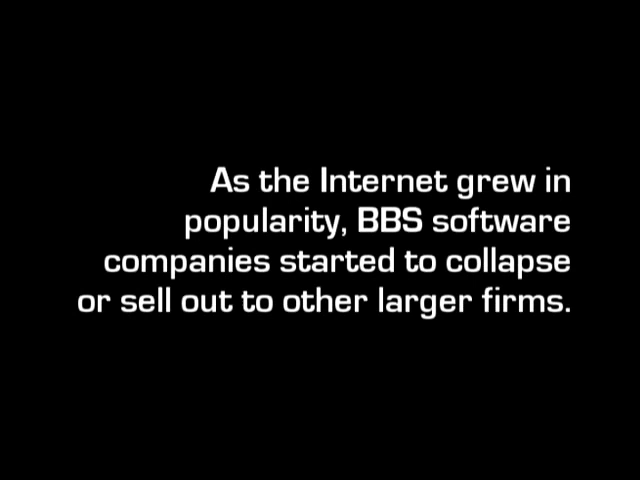 As the Internet grew in
popularity, BBS software
companies started to collapse
or sell out to other larger firms.